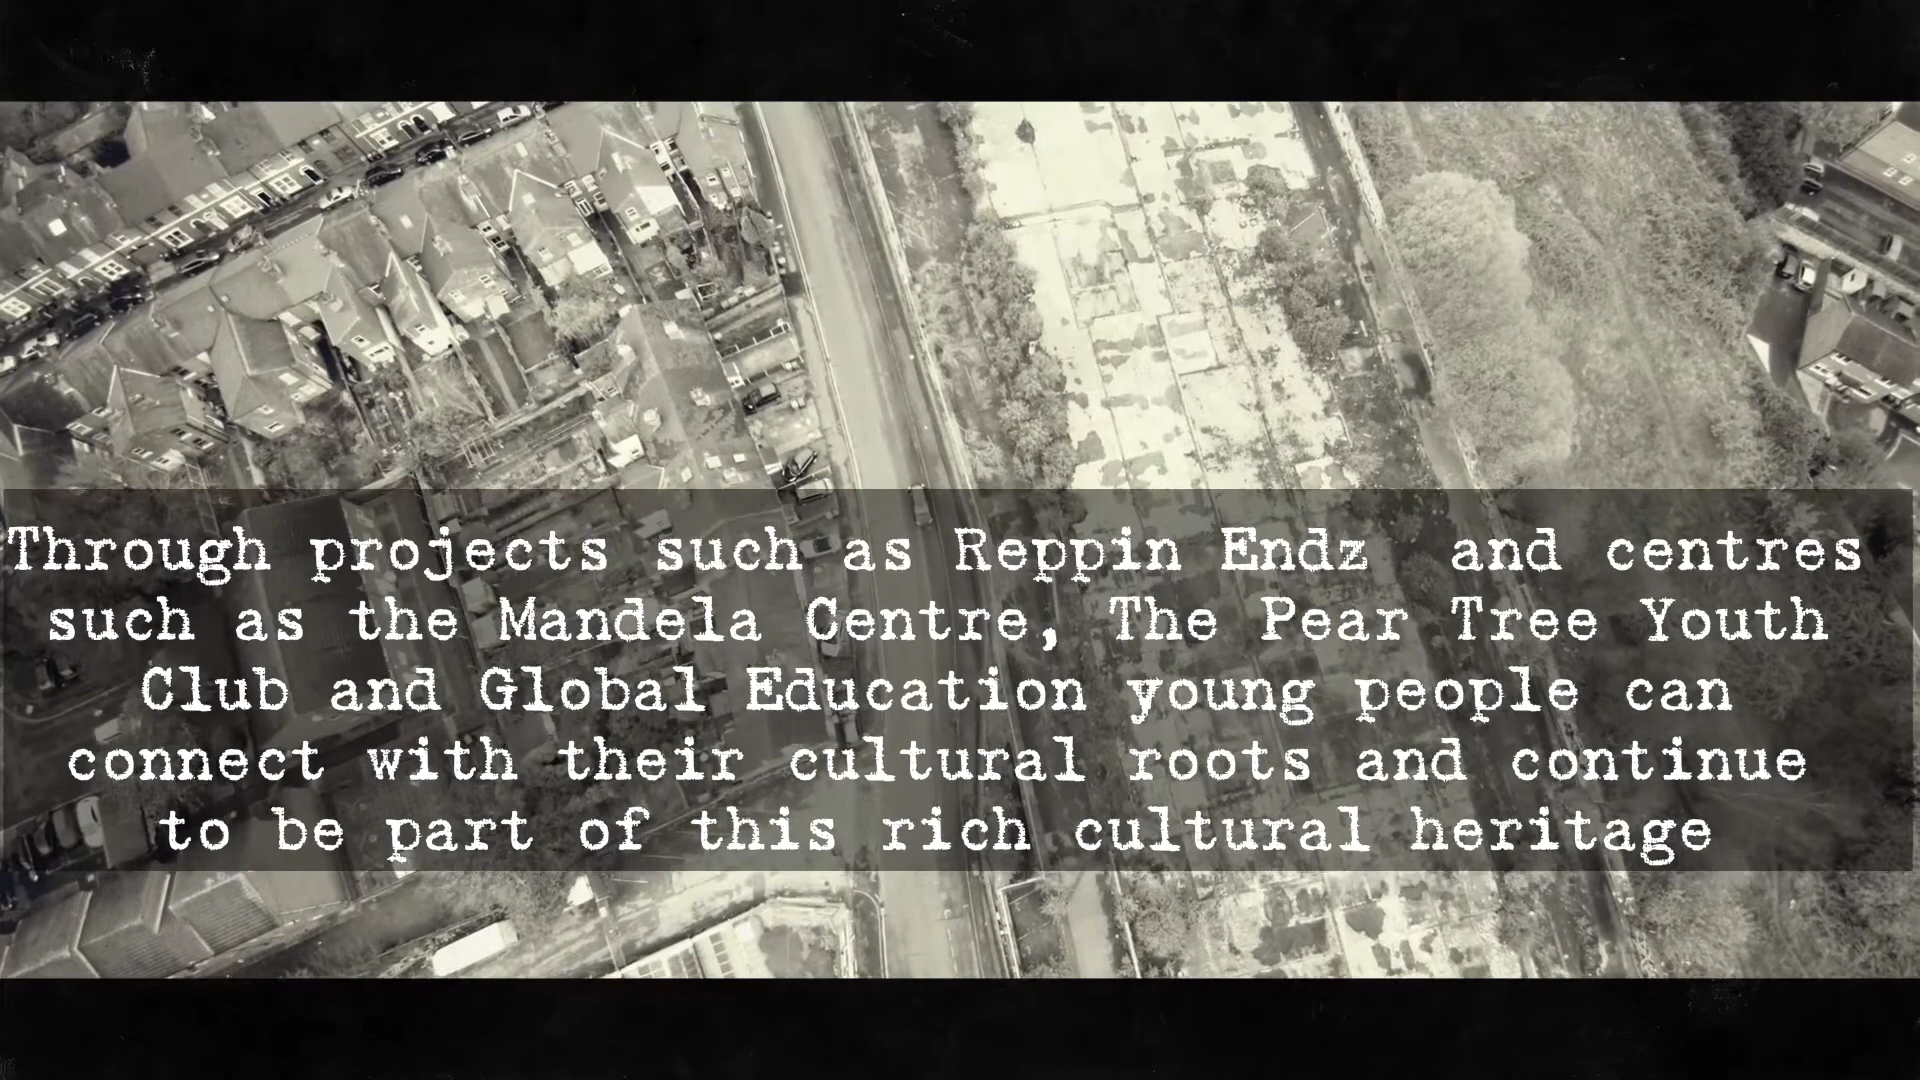 Through projects such as Reppin Endz  and centres
such as the Mandela Centre, The Pear Tree Youth
Club and Global Education young people can
connect with their cultural roots and continue
to be part of this rich cultural heritage